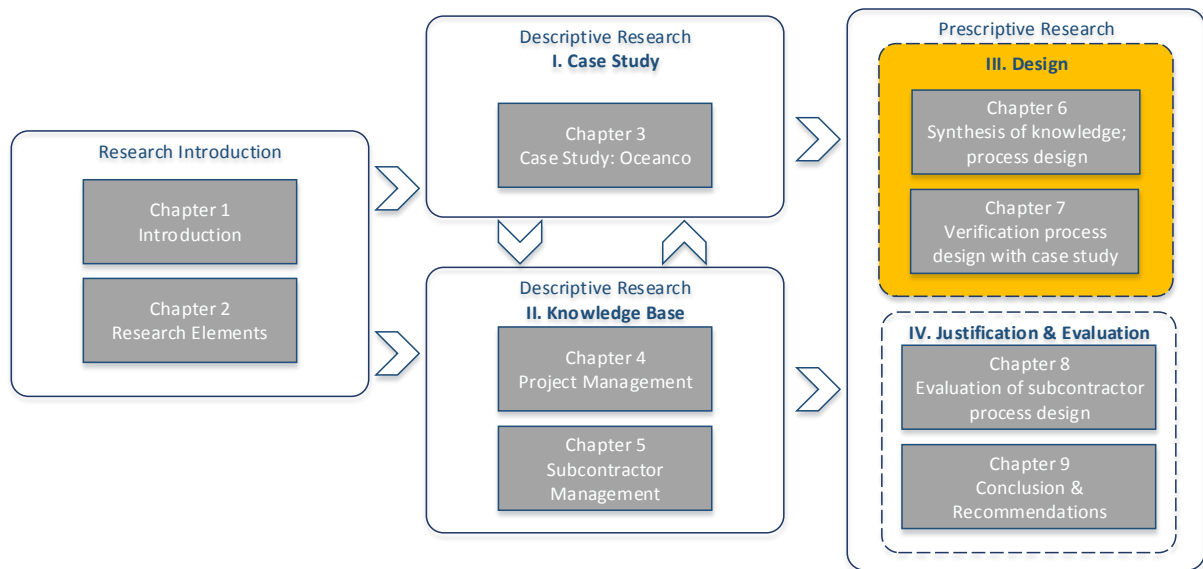 Research Introduction
Chapter 1
Introduction
Chapter 2
Research Elements
Descriptive Research
I. Case Study
Chapter 3
Case Study: Oceanco
Descriptive Research
II. Knowledge Base
Chapter 4
Project Management
Chapter 5
Subcontractor
Management
Prescriptive Research
III. Design
Chapter 6
Synthesis of knowledge;
process design
Chapter 7
Verification process
design with case study
IV. Justification & Evaluation
Chapter 8
Evaluation of subcontractor
process design
Chapter 9
Conclusion &
Recommendations